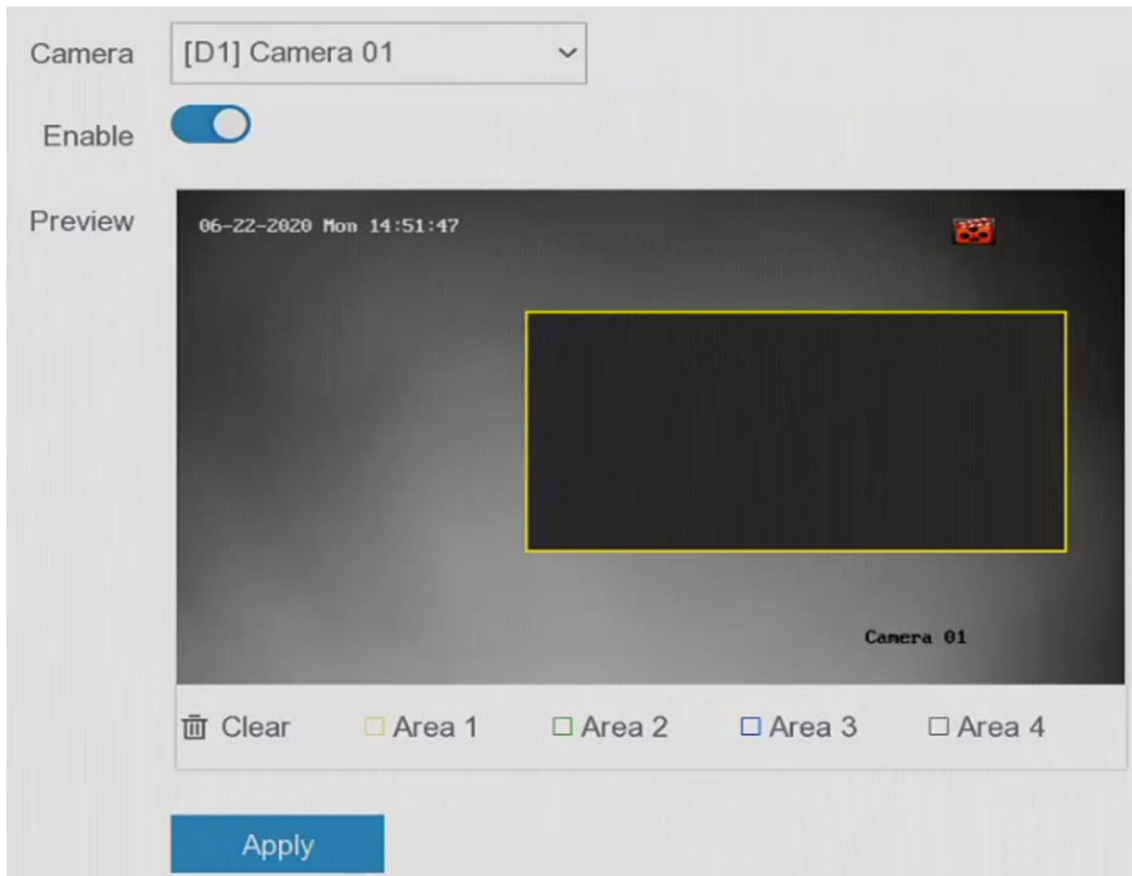 Camera [D1] Camera 01
Enable
Preview
06-22-2020 Mon 14:51:47
Camera 01
Clear Area 1 Area 2 Area 3 Area 4
Apply